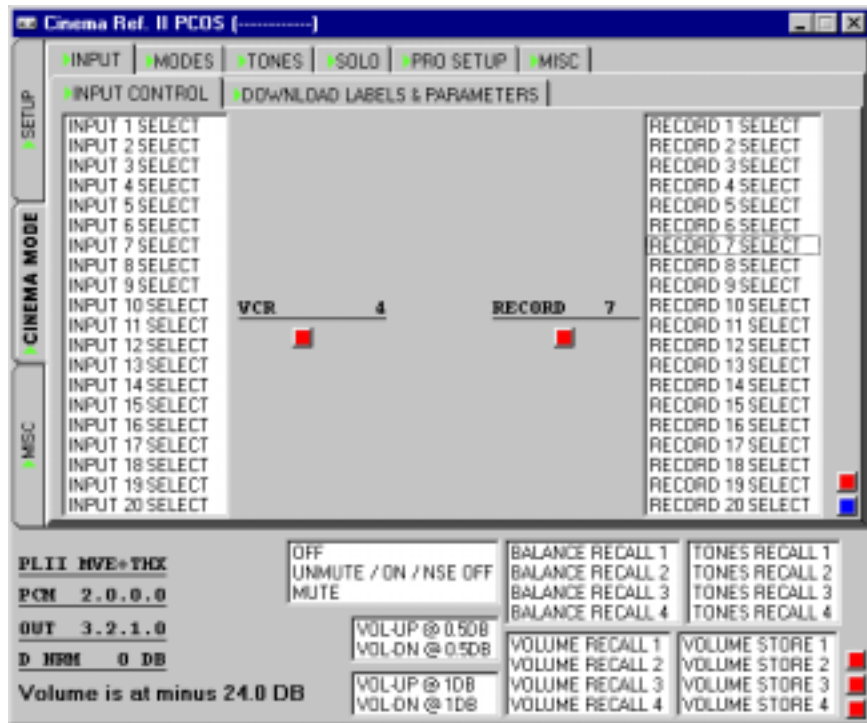 Cinema Ref. II PCOS (-------------)
INPUT MODES TONES SOLO PRO SETUP MISC
INPUT CONTROL DOWNLOAD LABELS & PARAMETERS
SETUP
CINEMA MODE
MISC
INPUT 1 SELECT
INPUT 2 SELECT
INPUT 3 SELECT
INPUT 4 SELECT
INPUT 5 SELECT
INPUT 6 SELECT
INPUT 7 SELECT
INPUT 8 SELECT
INPUT 9 SELECT
INPUT 10 SELECT
INPUT 11 SELECT
INPUT 12 SELECT
INPUT 13 SELECT
INPUT 14 SELECT
INPUT 15 SELECT
INPUT 16 SELECT
INPUT 17 SELECT
INPUT 18 SELECT
INPUT 19 SELECT
INPUT 20 SELECT
VCR 4
RECORD 7
RECORD 1 SELECT
RECORD 2 SELECT
RECORD 3 SELECT
RECORD 4 SELECT
RECORD 5 SELECT
RECORD 6 SELECT
RECORD 7 SELECT
RECORD 8 SELECT
RECORD 9 SELECT
RECORD 10 SELECT
RECORD 11 SELECT
RECORD 12 SELECT
RECORD 13 SELECT
RECORD 14 SELECT
RECORD 15 SELECT
RECORD 16 SELECT
RECORD 17 SELECT
RECORD 18 SELECT
RECORD 19 SELECT
RECORD 20 SELECT
PLII MVE+THX
PCM 2.0.0.0
OUT 3.2.1.0
D NRM 0 DB
Volume is at minus 24.0 DB
OFF
UNMUTE / ON / NSE OFF
MUTE
VOL-UP @ 0.5DB
VOL-DN @ 0.5DB
VOL-UP @ 1DB
VOL-DN @ 1DB
BALANCE RECALL 1
BALANCE RECALL 2
BALANCE RECALL 3
BALANCE RECALL 4
TONES RECALL 1
TONES RECALL 2
TONES RECALL 3
TONES RECALL 4
VOLUME RECALL 1
VOLUME RECALL 2
VOLUME RECALL 3
VOLUME RECALL 4
VOLUME STORE 1
VOLUME STORE 2
VOLUME STORE 3
VOLUME STORE 4